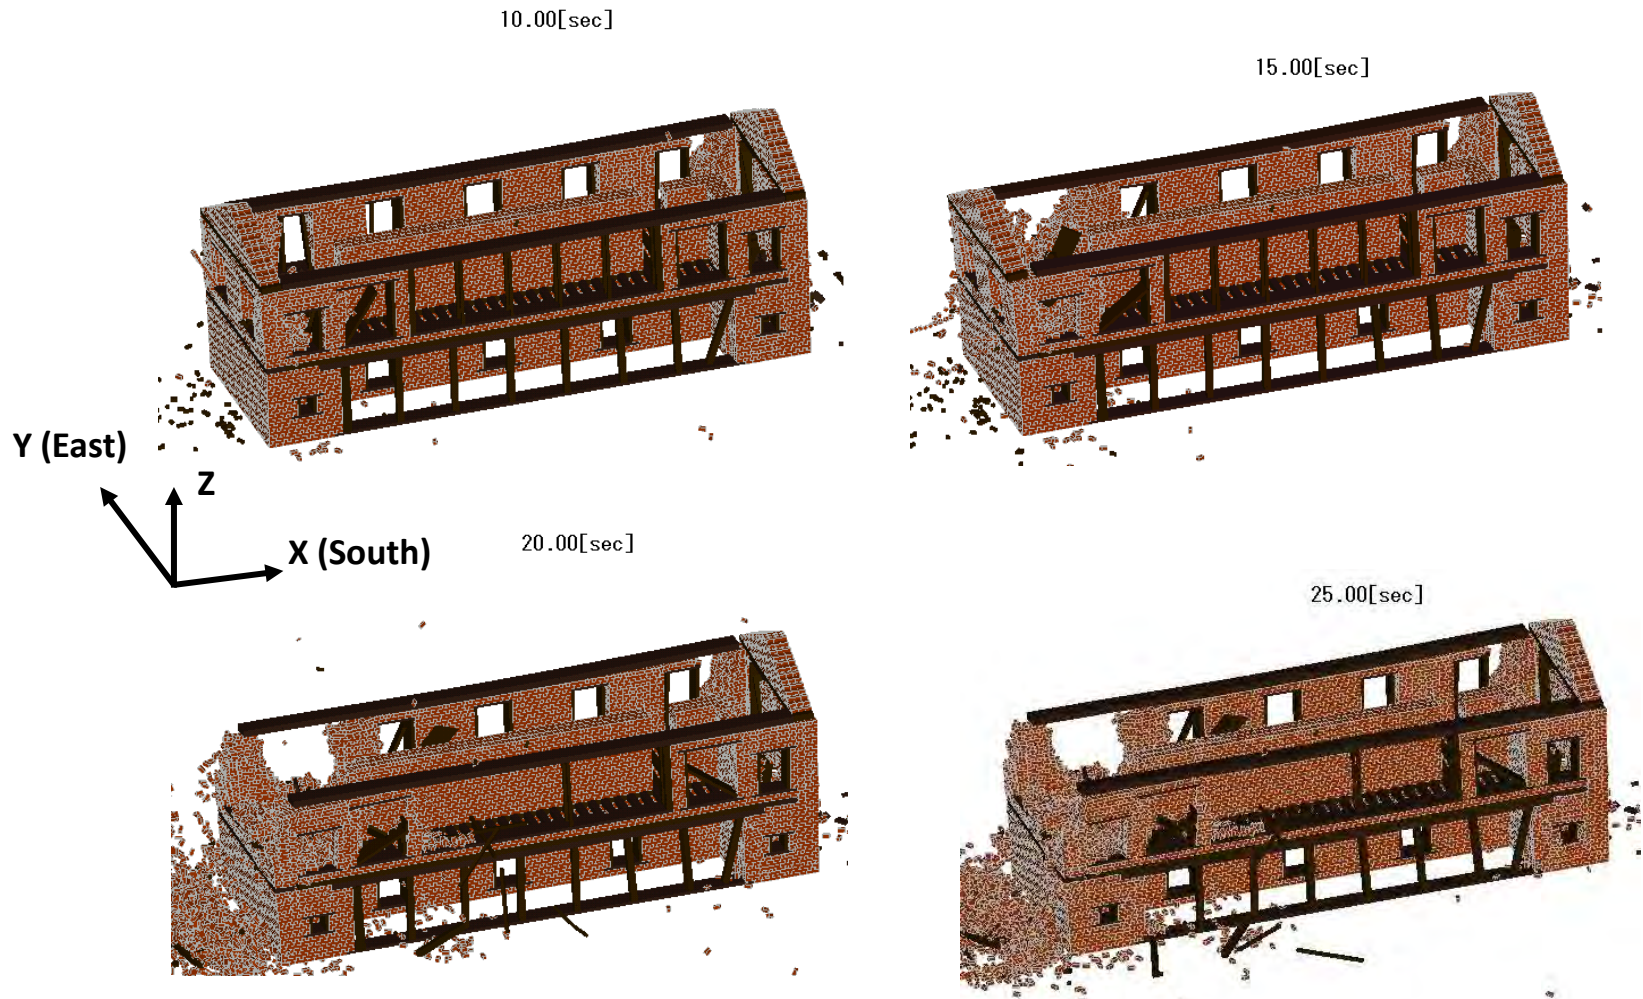 10.00[sec]
15.00[sec]
Y (East)
Z
X (South)
20.00[sec]
25.00[sec]